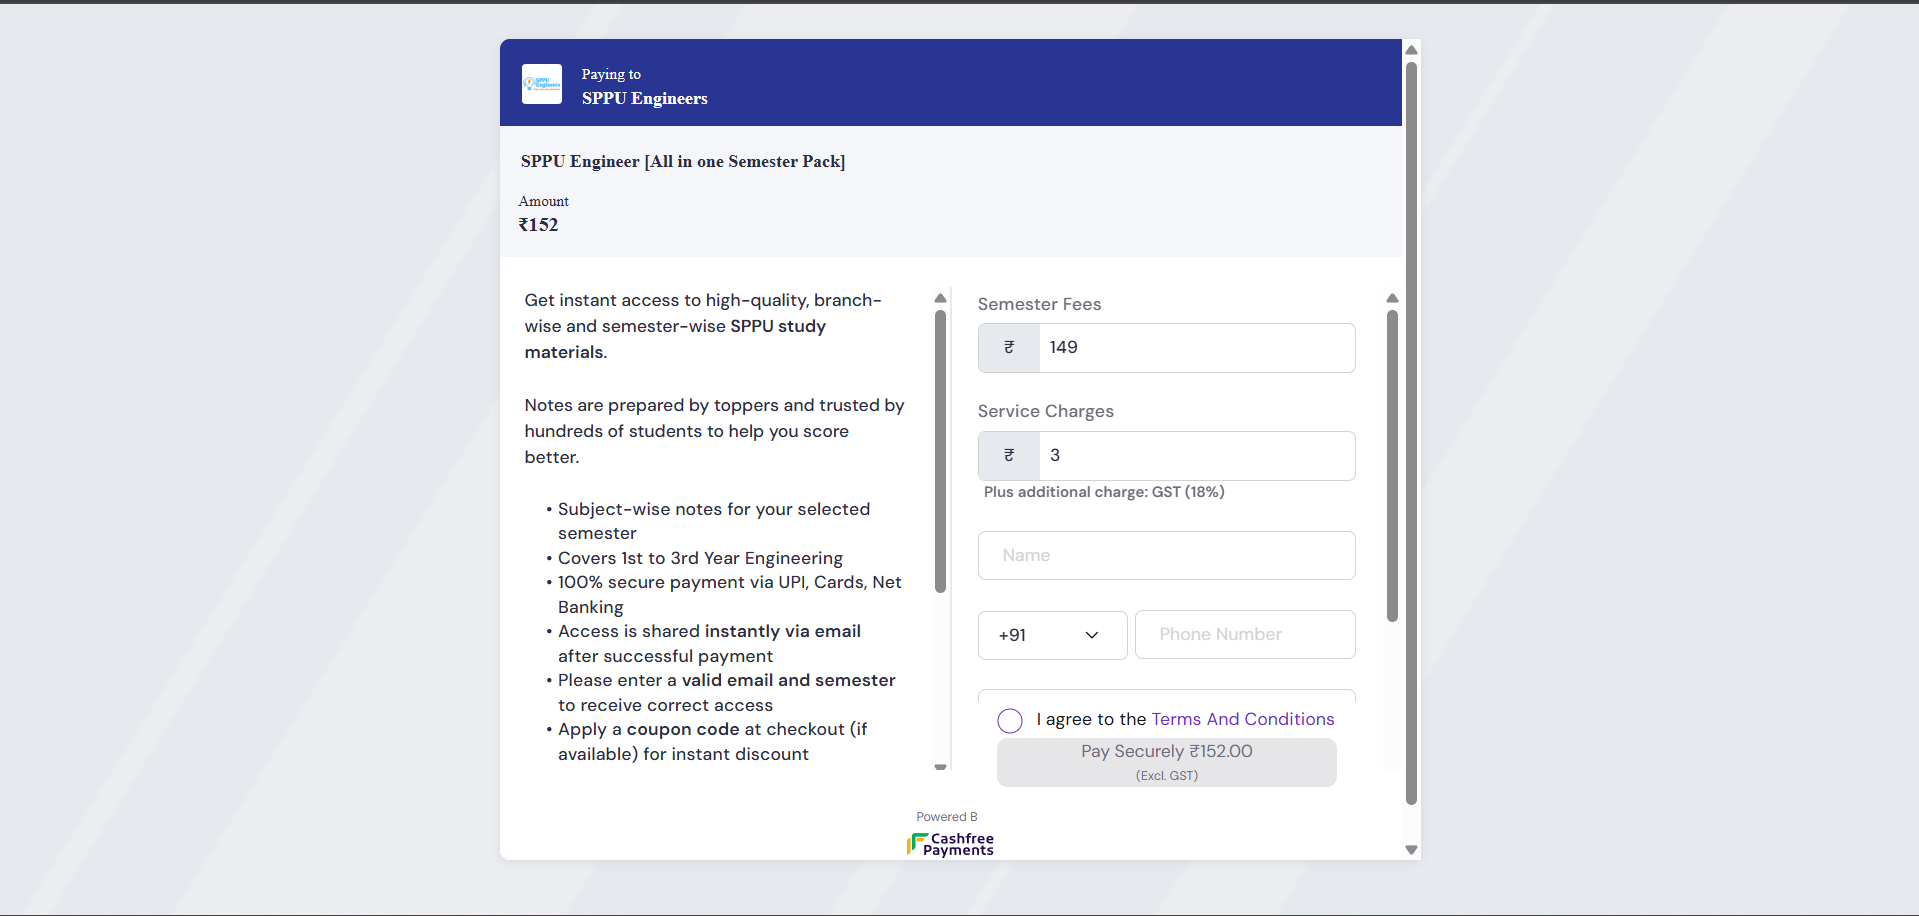 SPPU
Engineers
Paying to
SPPU Engineers
SPPU Engineer [All in one Semester Pack]
Amount
₹152
Get instant access to high-quality, branch-
wise and semester-wise SPPU study
materials.
Notes are prepared by toppers and trusted by
hundreds of students to help you score
better.
• Subject-wise notes for your selected
semester
• Covers 1st to 3rd Year Engineering
• 100% secure payment via UPI, Cards, Net
Banking
• Access is shared instantly via email
after successful payment
• Please enter a valid email and semester
to receive correct access
• Apply a coupon code at checkout (if
available) for instant discount
Semester Fees
₹ 149
Service Charges
₹ 3
Plus additional charge: GST (18%)
Name
+91
Phone Number
I agree to the Terms And Conditions
Pay Securely ₹152.00
(Excl. GST)
Powered B
Cashfree
Payments